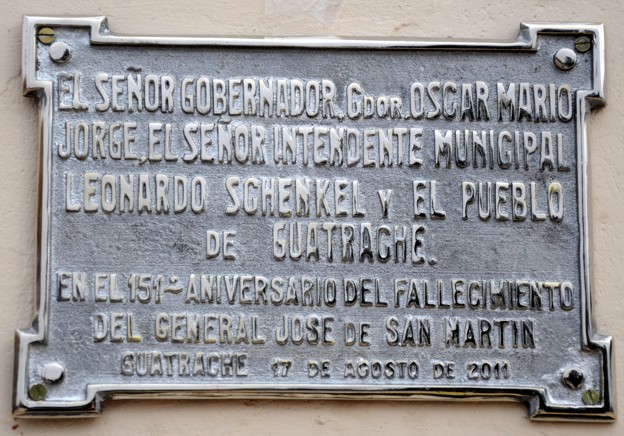 EL SEÑOR GOBERNADOR. GDOR. OSCAR MARIO
JORGE, EL SEÑOR INTENDENTE MUNICIPAL
LEONARDO SCHENKEL Y EL PUEBLO
DE GUATRACHE.
EN EL 151º ANIVERSARIO DEL FALLECIMIENTO
DEL GENERAL JOSE DE SAN MARTIN
GUATRACHE 17 DE AGOSTO DE 2011